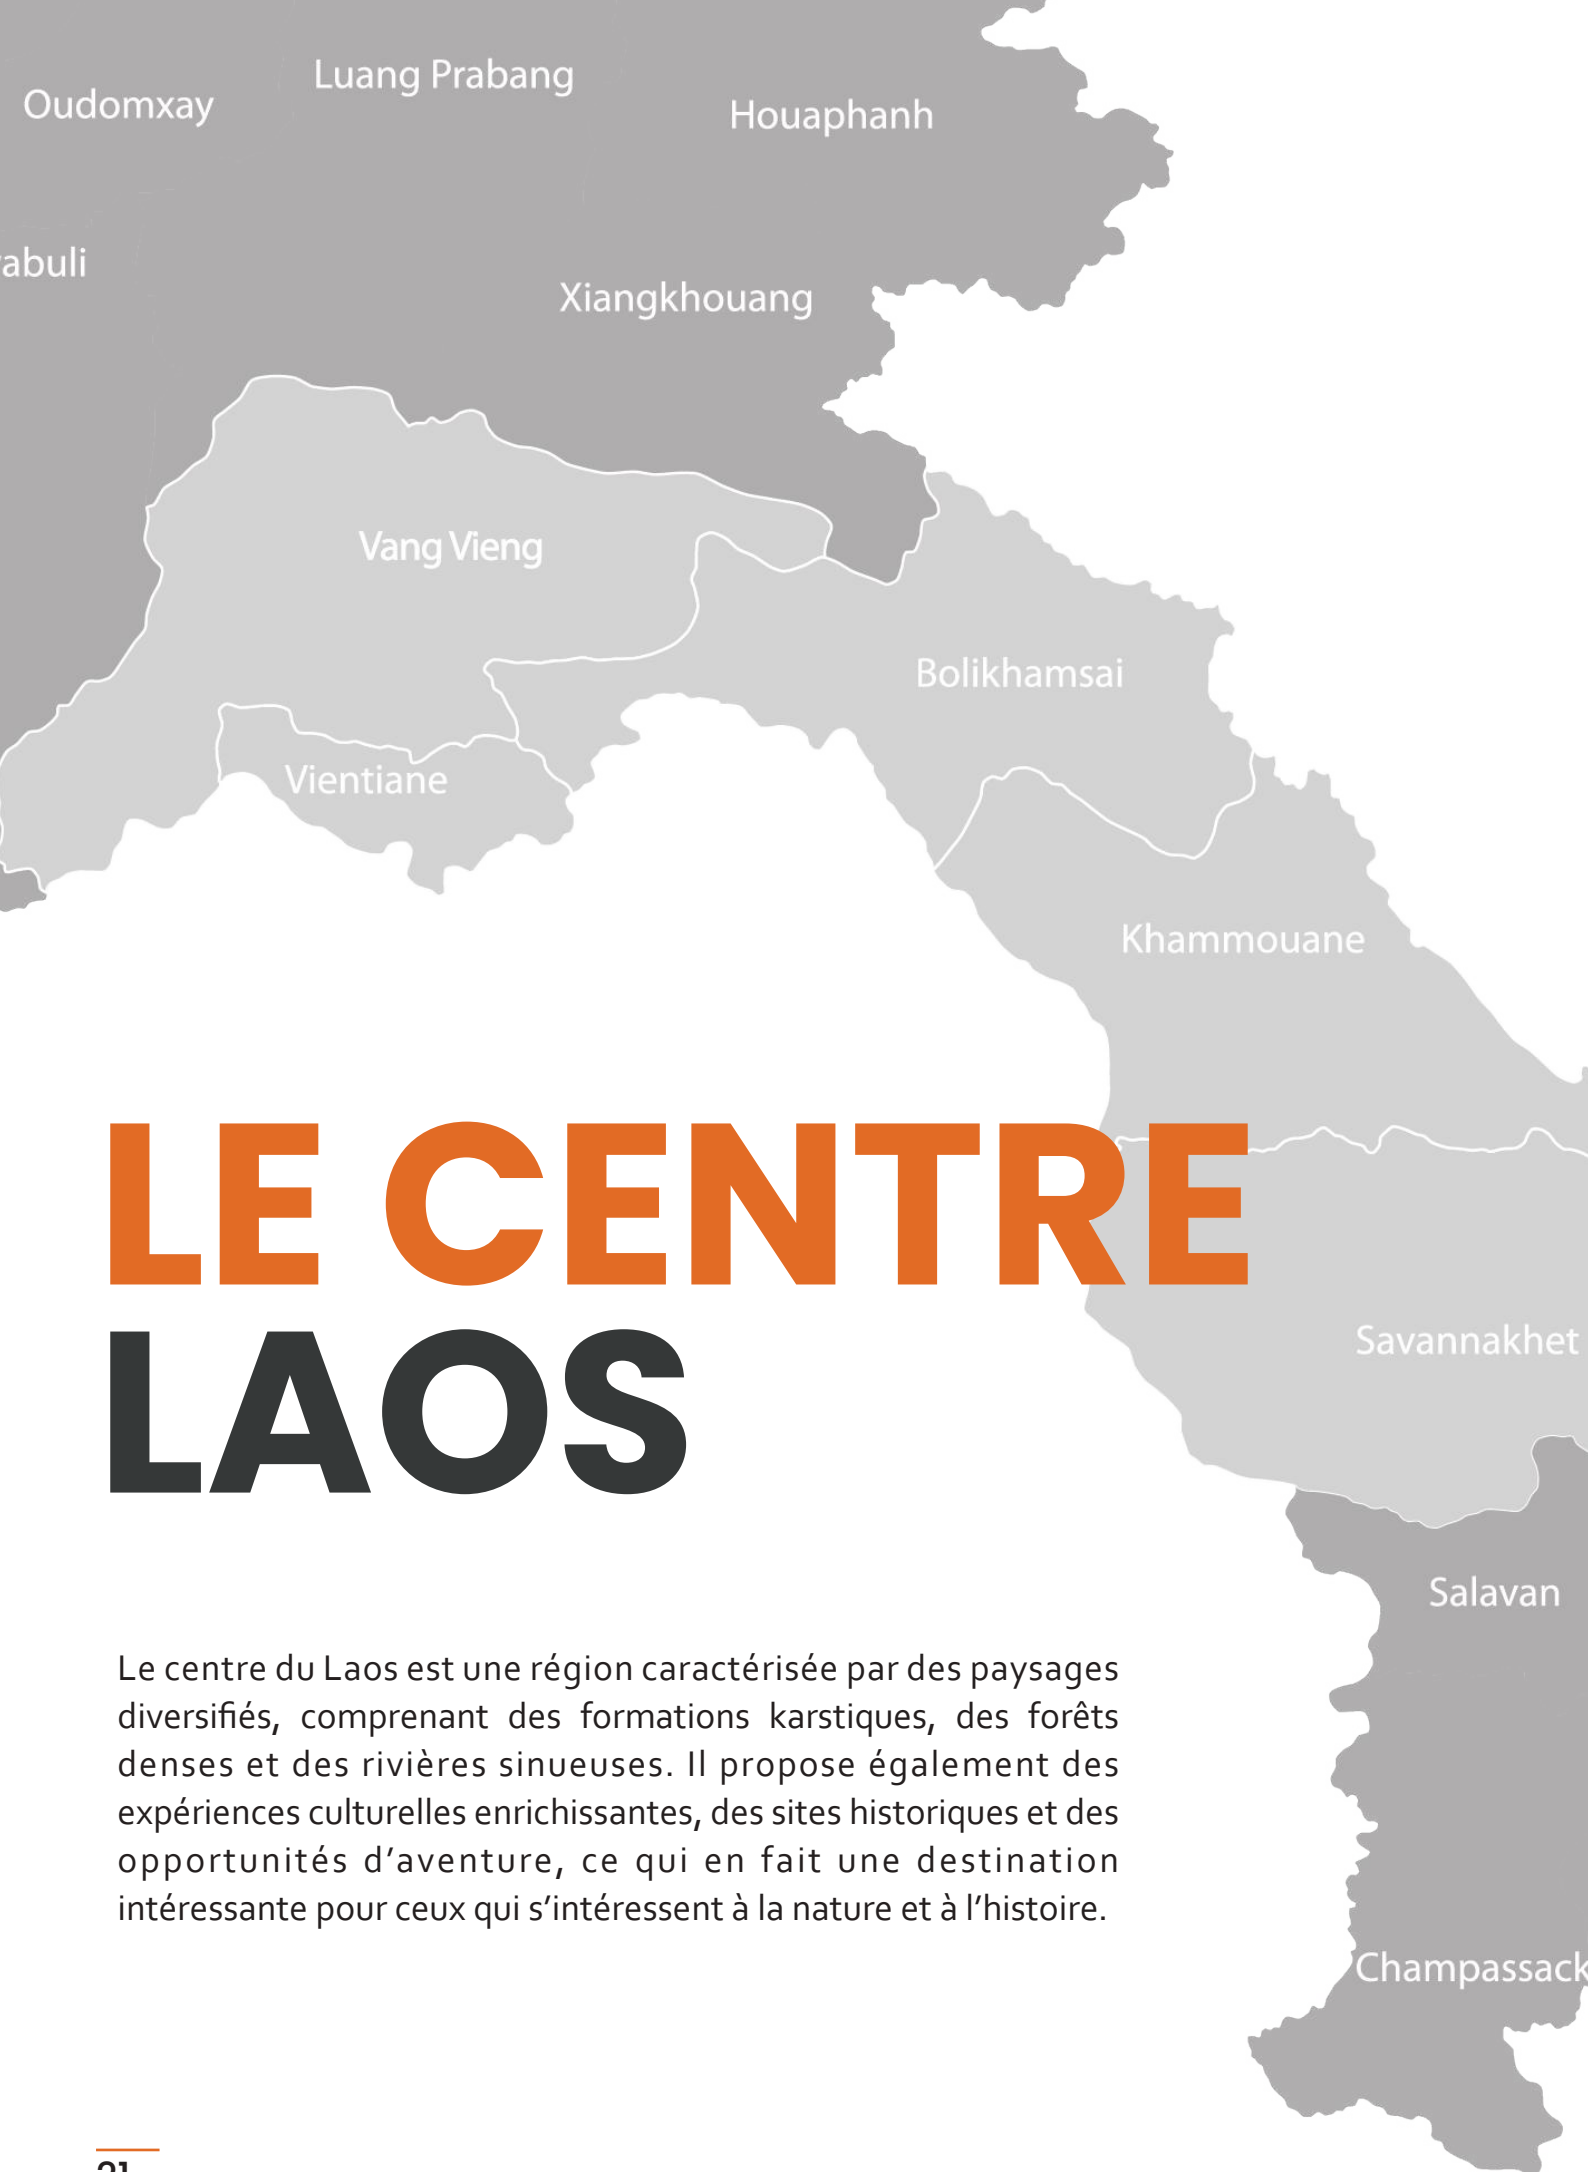 Luang Prabang
Oudomxay
Houaphanh
abuli
Xiangkhouang
Vang Vieng
Bolikhamsai
Vientiane
Khammouane
LE CENTRE
LAOS
Savannakhet
Salavan
Le centre du Laos est une région caractérisée par des paysages
diversifiés, comprenant des formations karstiques, des forêts
denses et des rivières sinueuses. Il propose également des
expériences culturelles enrichissantes, des sites historiques et des
opportunités d’aventure, ce qui en fait une destination
intéressante pour ceux qui s’intéressent à la nature et à l’histoire.
Champassack